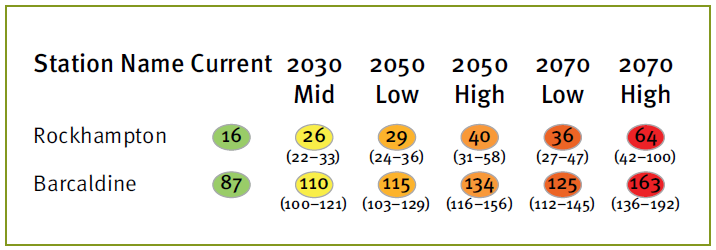 Station Name Current 2030 2050 2050 2070 2070
Mid Low High Low High
Rockhampton 16 26 29 40 36 64
(22–33) (24–36) (31–58) (27–47) (42–100)
Barcaldine 87 110 115 134 125 163
(100–121) (103–129) (116–156) (112–145) (136–192)